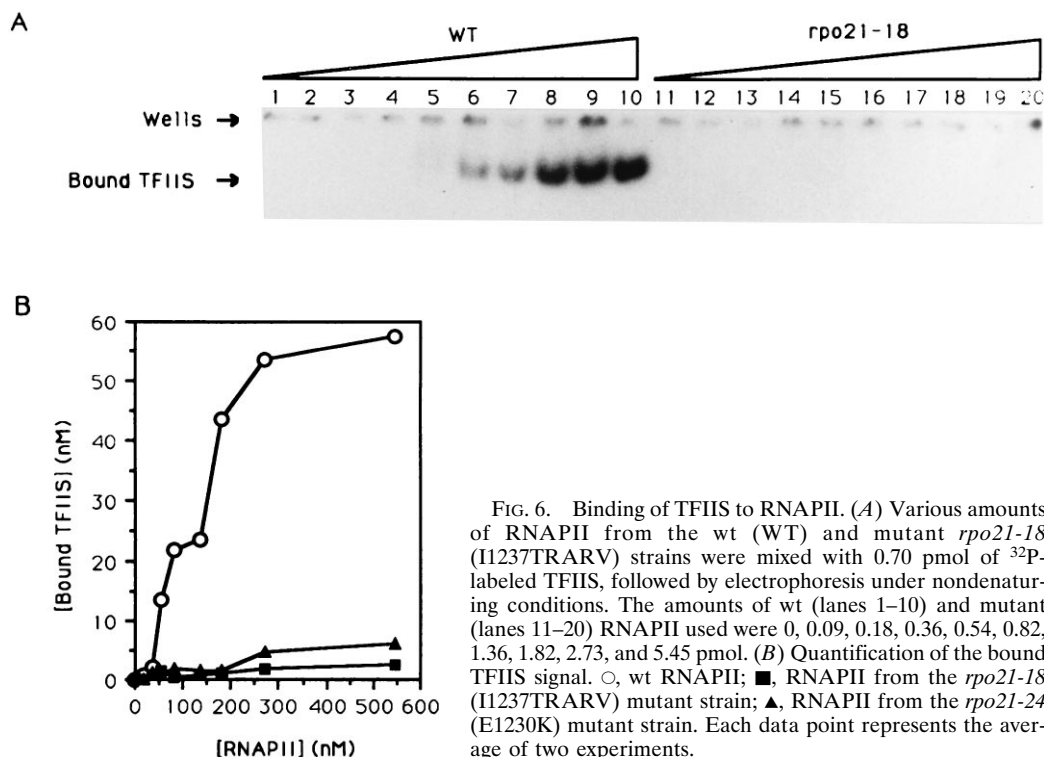 A
WT
rpo21-18
1 2 3 4 5 6 7 8 9 10 11 12 13 14 15 16 17 18 19 20
Wells
Bound TFIIS
B
[Bound TFIIS] (nM)
60
50
40
30
20
10
0
0 100 200 300 400 500 600
[RNAPII] (nM)
FIG. 6. Binding of TFIIS to RNAPII. (A) Various amounts
of RNAPII from the wt (WT) and mutant rpo21-18
(I1237TRARV) strains were mixed with 0.70 pmol of ³²P-
labeled TFIIS, followed by electrophoresis under nondenatur-
ing conditions. The amounts of wt (lanes 1–10) and mutant
(lanes 11–20) RNAPII used were 0, 0.09, 0.18, 0.36, 0.54, 0.82,
1.36, 1.82, 2.73, and 5.45 pmol. (B) Quantification of the bound
TFIIS signal. ○, wt RNAPII; ■, RNAPII from the rpo21-18
(I1237TRARV) mutant strain; ▲, RNAPII from the rpo21-24
(E1230K) mutant strain. Each data point represents the aver-
age of two experiments.